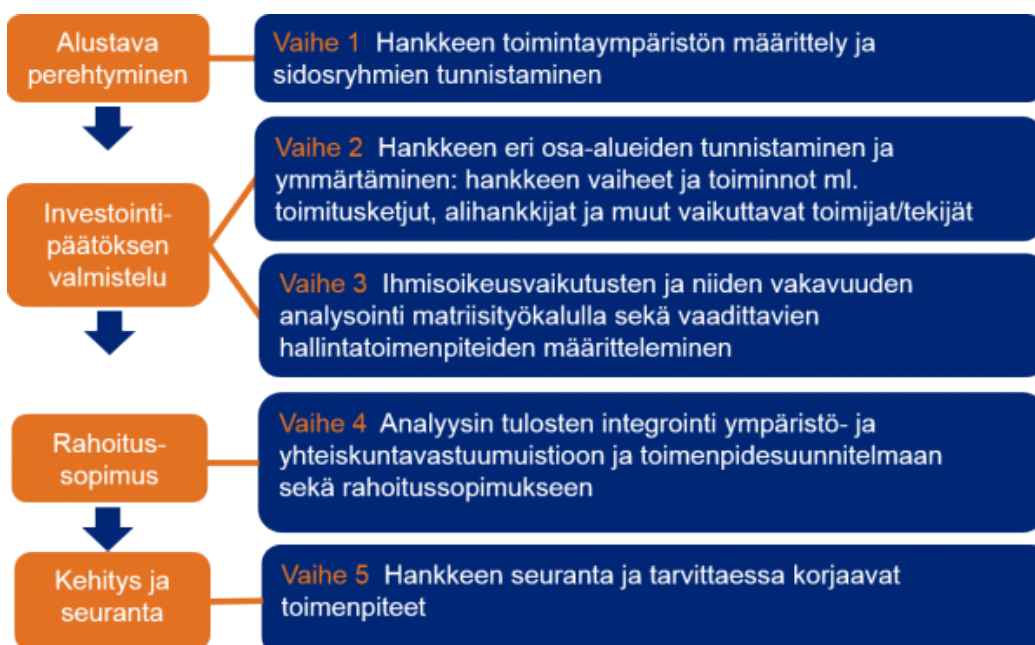 Alustava
perehtyminen
Vaihe 1 Hankkeen toimintaympäristön määrittely ja
sidosryhmien tunnistaminen
Investointi-
päätöksen
valmistelu
Vaihe 2 Hankkeen eri osa-alueiden tunnistaminen ja
ymmärtäminen: hankkeen vaiheet ja toiminnot ml.
toimitusketjut, alihankkijat ja muut vaikuttavat toimijat/tekijät
Vaihe 3 Ihmisoikeusvaikutusten ja niiden vakavuuden
analysointi matriisityökalulla sekä vaadittavien
hallintatoimenpiteiden määritteleminen
Rahoitus-
sopimus
Vaihe 4 Analyysin tulosten integrointi ympäristö- ja
yhteiskuntavastuumuistioon ja toimenpidesuunnitelmaan
sekä rahoitussopimukseen
Kehitys ja
seuranta
Vaihe 5 Hankkeen seuranta ja tarvittaessa korjaavat
toimenpiteet